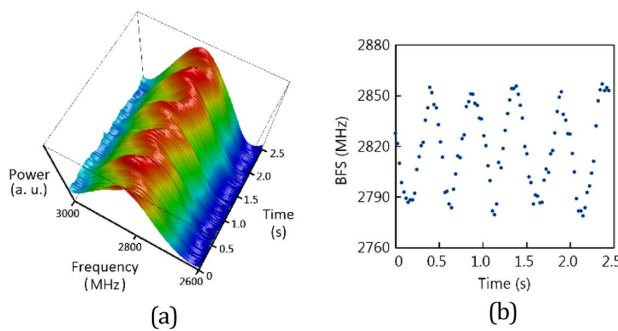 (a)
Power
(a. u.)
3000
2800
2600
Frequency
(MHz)
0
0.5
1.0
1.5
2.0
2.5
Time
(s)
(a)
(b)
2880
2850
2820
2790
2760
BFS (MHz)
0
0.5
1.0
1.5
2.0
2.5
Time (s)
(b)